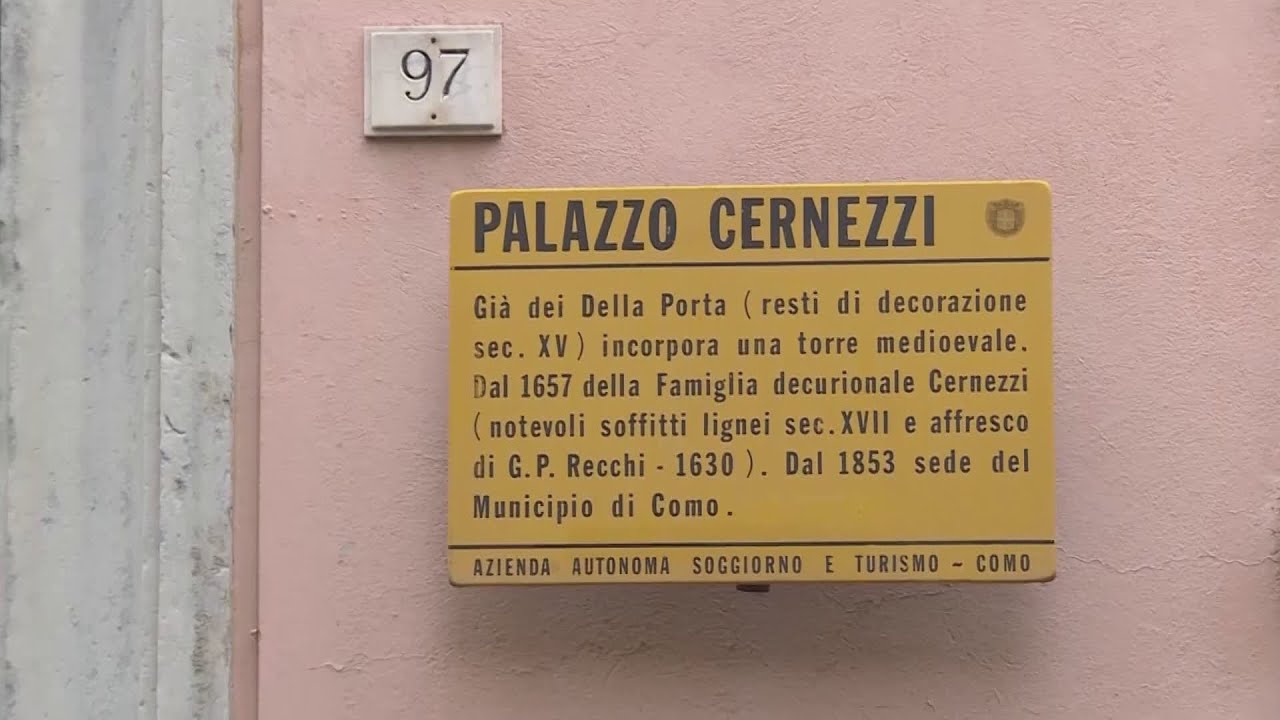 97
PALAZZO CERNEZZI
Già dei Della Porta ( resti di decorazione
sec. XV ) incorpora una torre medioevale.
Dal 1657 della Famiglia decurionale Cernezzi
( notevoli soffitti lignei sec. XVII e affresco
di G.P. Recchi - 1630 ). Dal 1853 sede del
Municipio di Como.
AZIENDA AUTONOMA SOGGIORNO E TURISMO ~ COMO